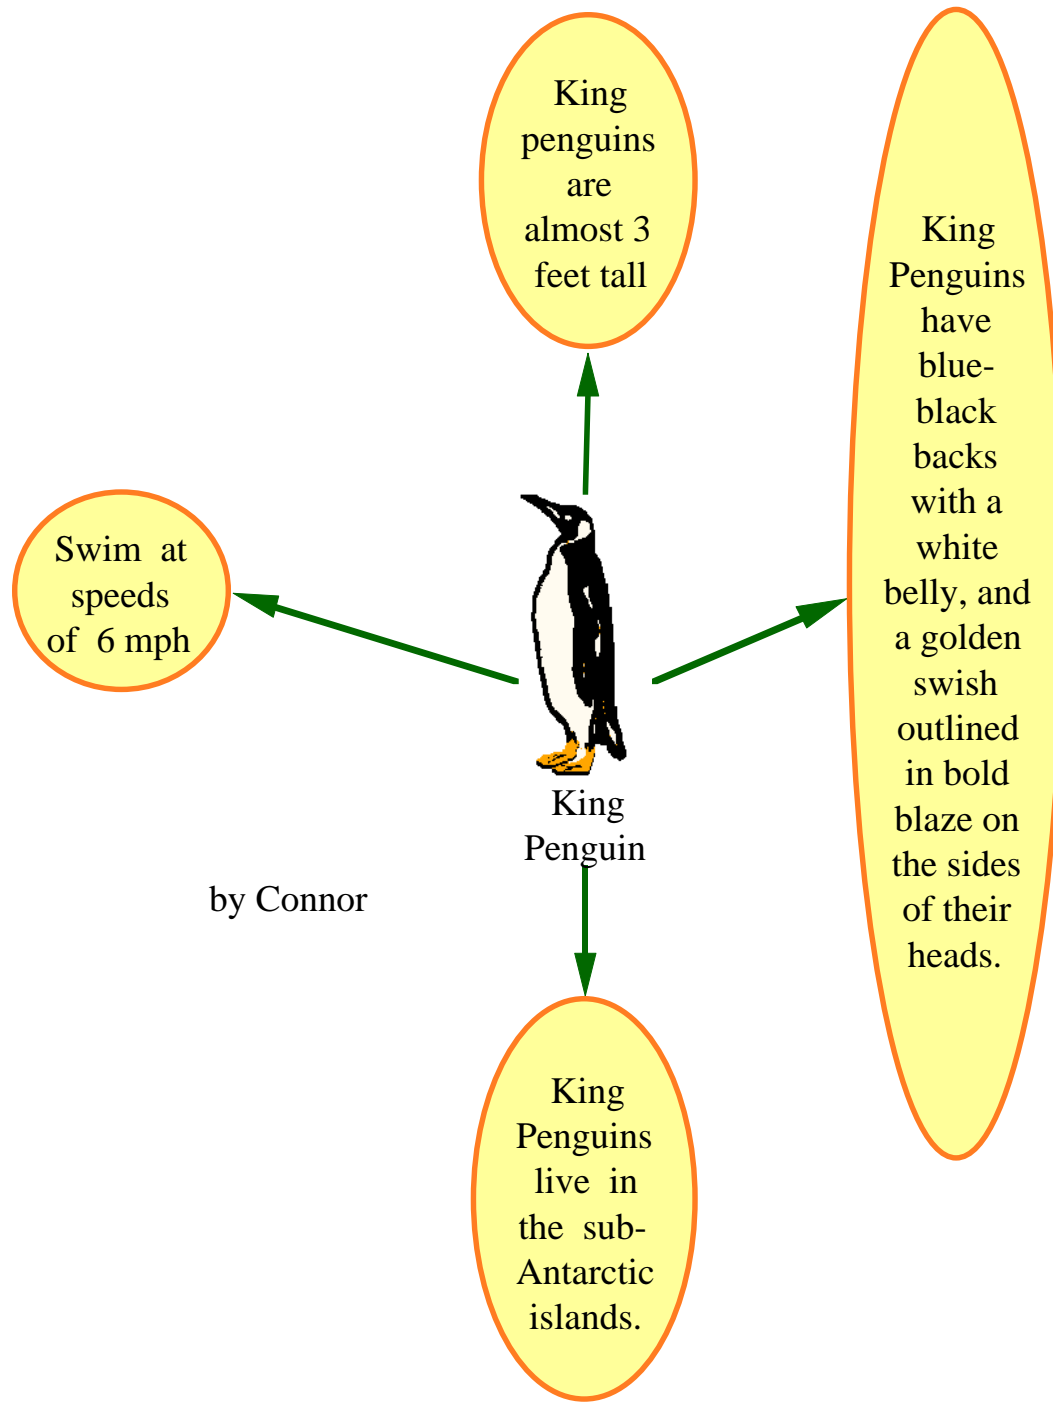 King
penguins
are
almost 3
feet tall
King
Penguins
have
blue-
black
backs
with a
white
belly, and
a golden
swish
outlined
in bold
blaze on
the sides
of their
heads.
Swim at
speeds
of 6 mph
King
Penguin
by Connor
King
Penguins
live in
the sub-
Antarctic
islands.